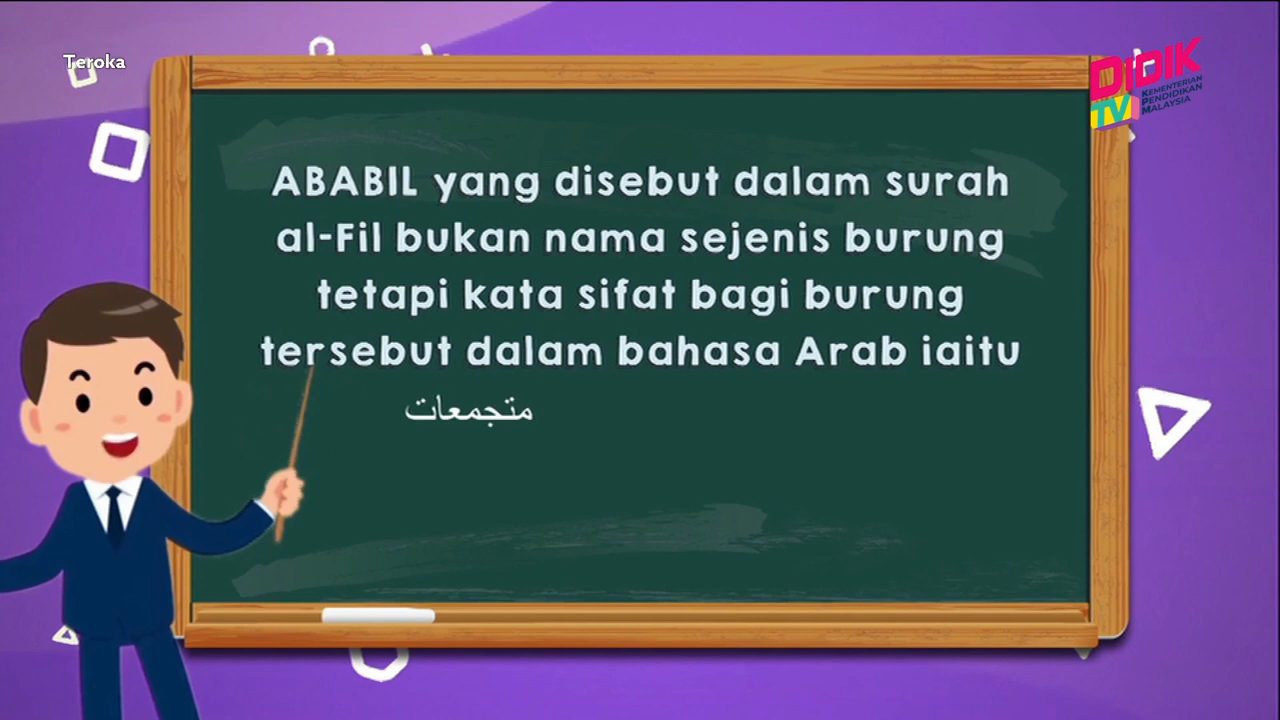 Teroka
DIDIK
TV
KEMENTERIAN
PENDIDIKAN
MALAYSIA
ABABIL yang disebut dalam surah
al-Fil bukan nama sejenis burung
tetapi kata sifat bagi burung
tersebut dalam bahasa Arab iaitu
متجمعات